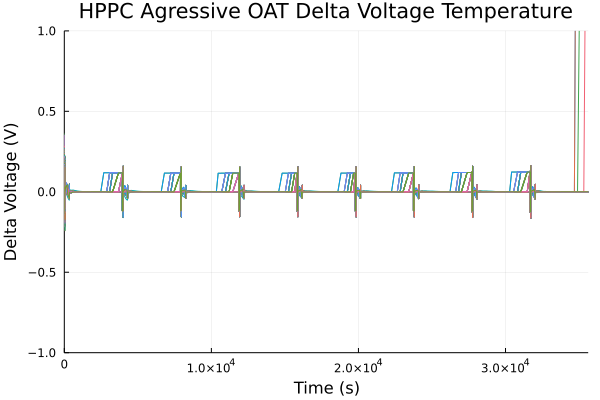 HPPC Agressive OAT Delta Voltage Temperature
1.0
0.5
0.0
−0.5
−1.0
Delta Voltage (V)
0 1.0×10⁴ 2.0×10⁴ 3.0×10⁴
Time (s)